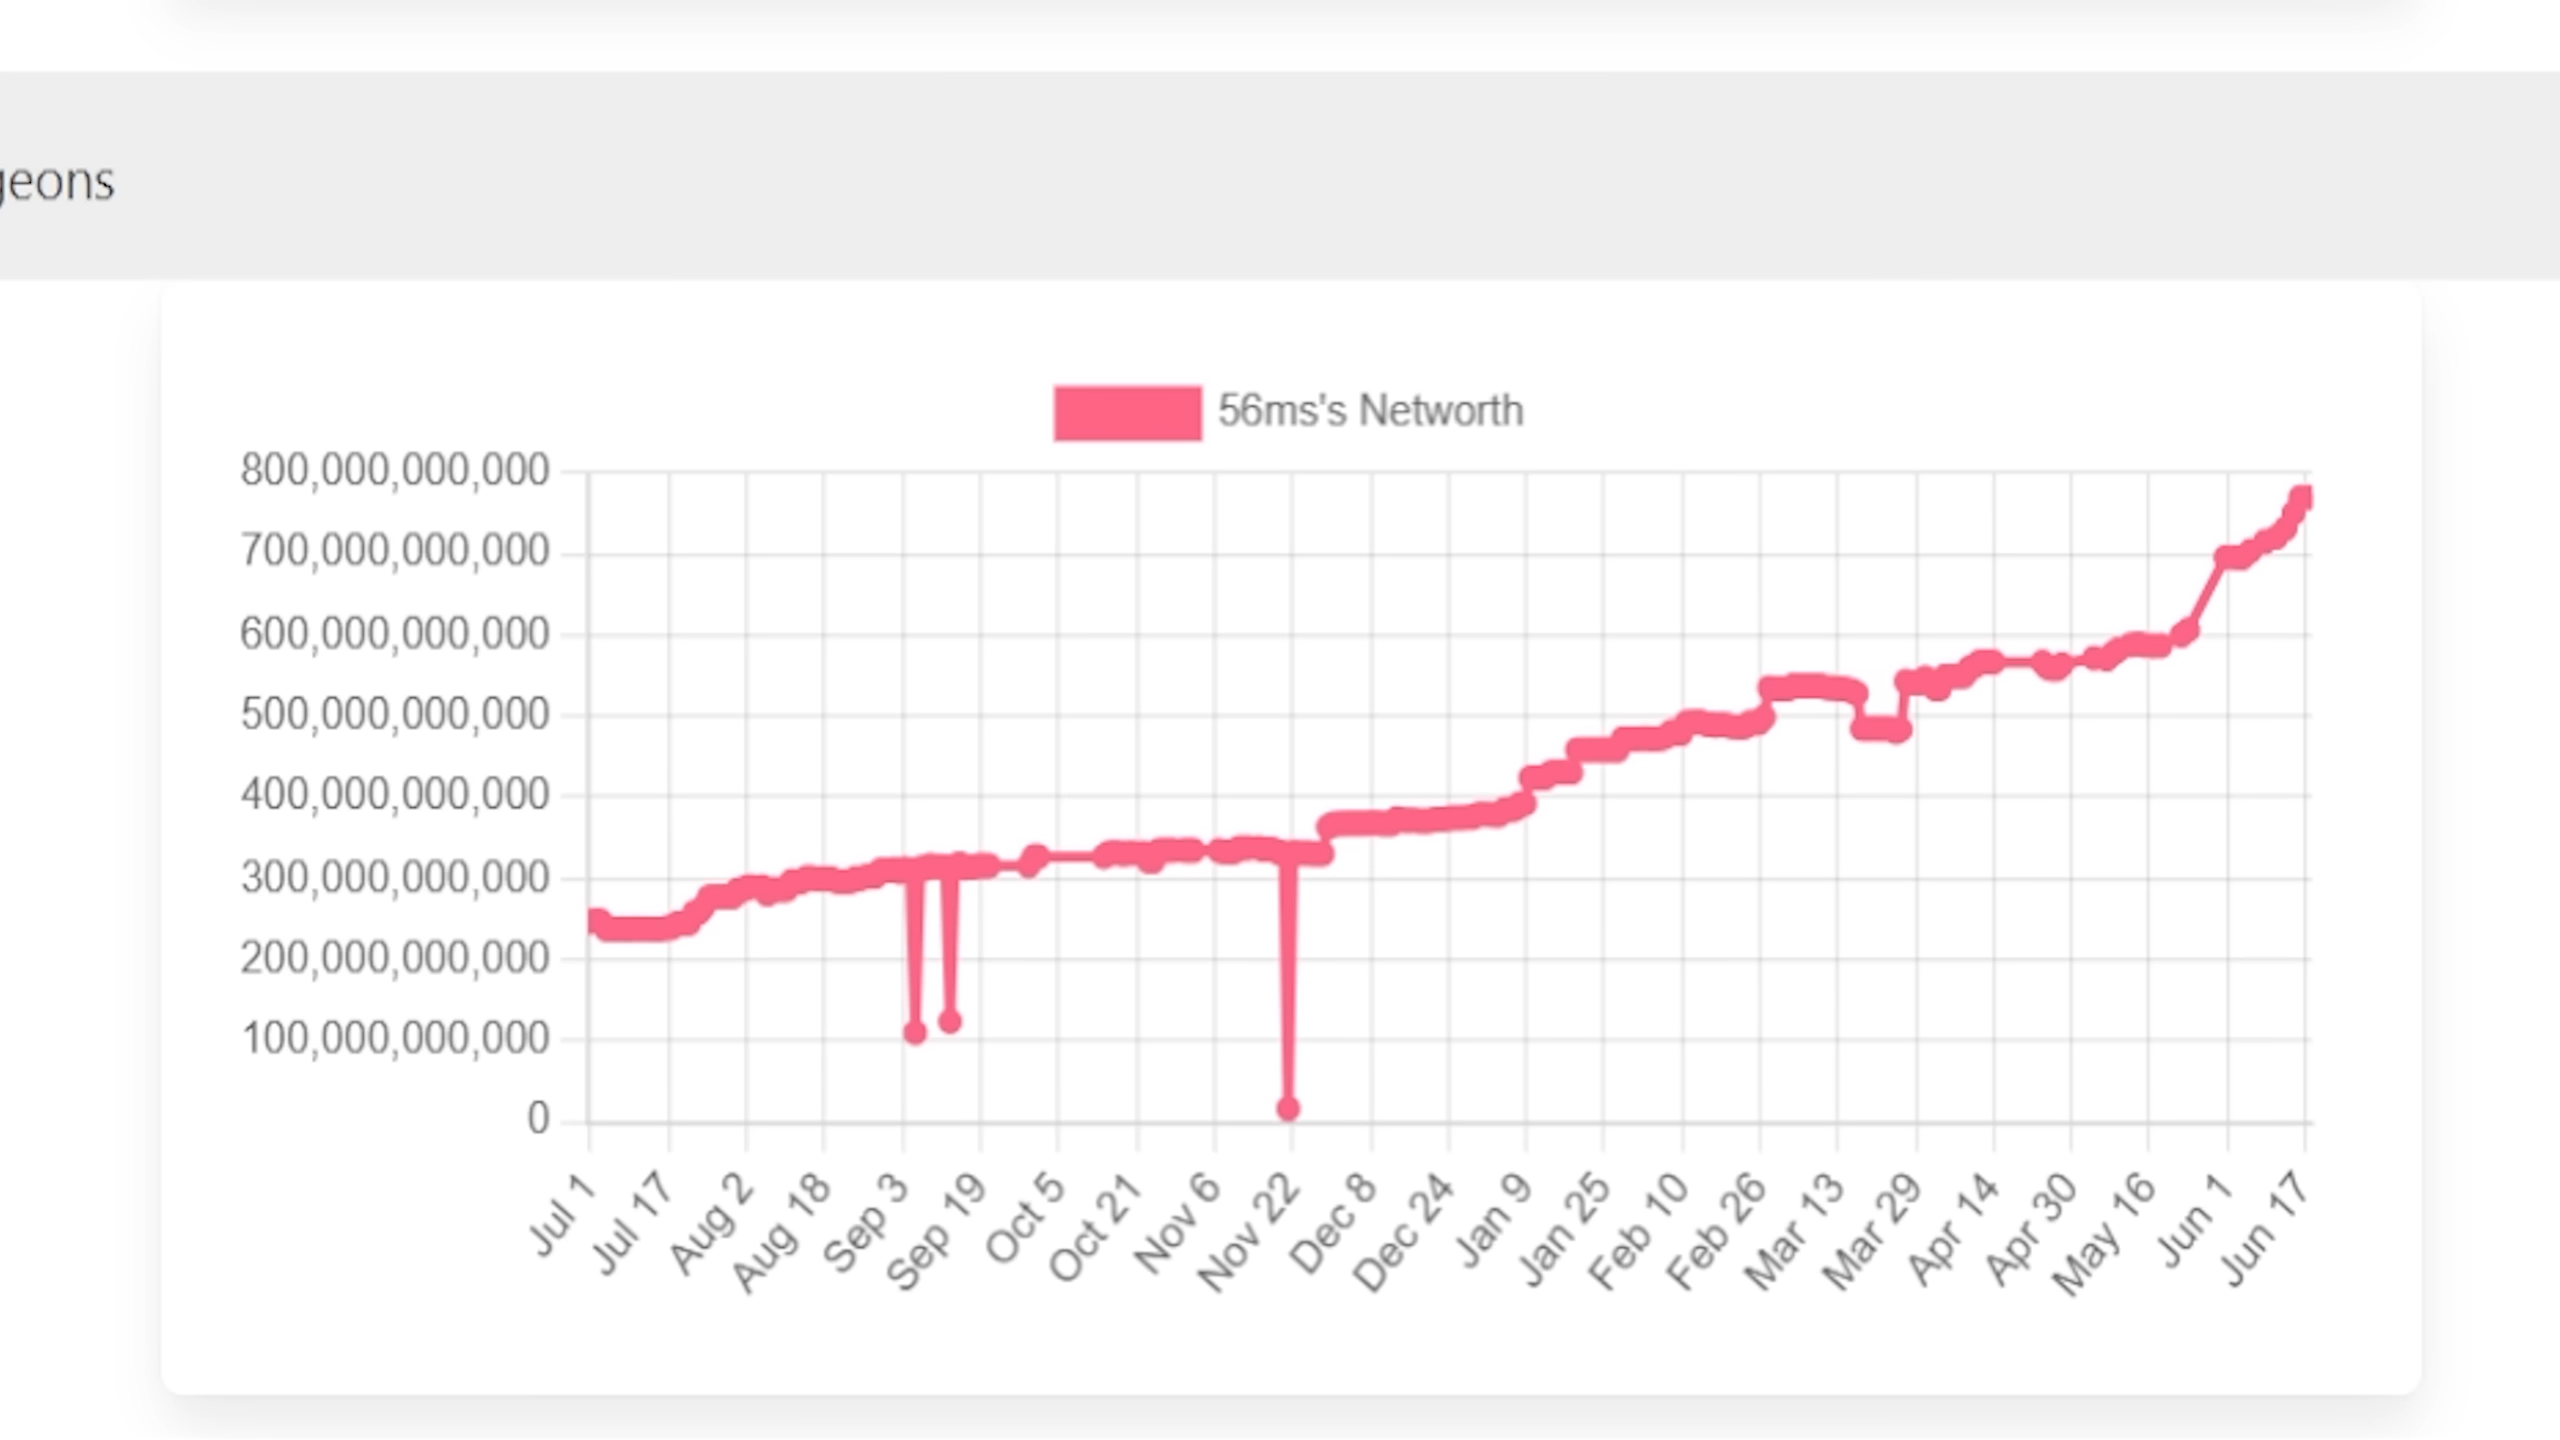 geons
56ms's Networth
800,000,000,000
700,000,000,000
600,000,000,000
500,000,000,000
400,000,000,000
300,000,000,000
200,000,000,000
100,000,000,000
0
Jul 1
Jul 17
Aug 2
Aug 18
Sep 3
Sep 19
Oct 5
Oct 21
Nov 6
Nov 22
Dec 8
Dec 24
Jan 9
Jan 25
Feb 10
Feb 26
Mar 13
Mar 29
Apr 14
Apr 30
May 16
Jun 1
Jun 17